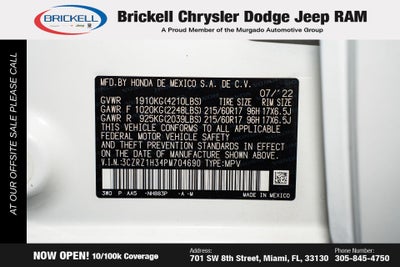 BRICKELL
Brickell Chrysler Dodge Jeep RAM
A Proud Member of the Murgado Automotive Group
AT OUR OFFSITE SALE PLEASE CALL
MFD.BY HONDA DE MEXICO S.A. DE C.V.
07/'22
GVWR 1910KG(4210LBS) TIRE SIZE RIM SIZE
GAWR F 1020KG(2248LBS) 215/60R17 96H 17X6.5J
GAWR R 925KG(2039LBS) 215/60R17 96H 17X6.5J
THIS VEHICLE CONFORMS TO ALL APPLICABLE
FEDERAL MOTOR VEHICLE SAFETY
AND THEFT PREVENTION STANDARDS
IN EFFECT ON THE DATE OF
MANUFACTURE SHOWN ABOVE.
V.I.N.:3CZRZ1H34PM704690 TYPE:MPV
3W0 P AA5 -NH883P -A -M
MADE IN MEXICO
NOW OPEN! 10/100k Coverage
Address:
701 SW 8th Street, Miami, FL, 33130
Phone:
305-845-4750